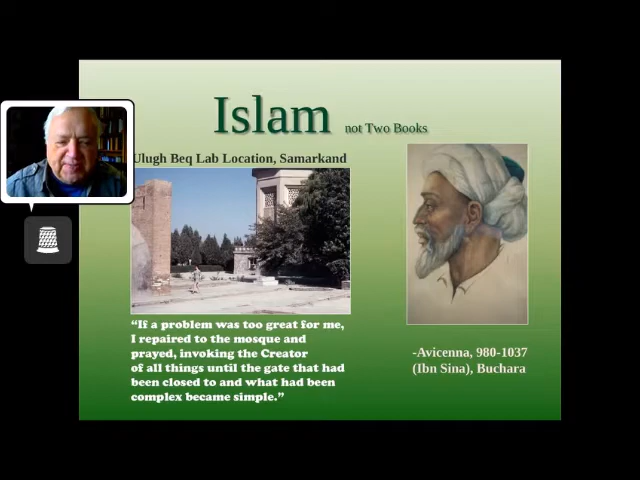 Islam not Two Books
Ulugh Beq Lab Location, Samarkand
“If a problem was too great for me,
I repaired to the mosque and
prayed, invoking the Creator
of all things until the gate that had
been closed to and what had been
complex became simple.”
-Avicenna, 980-1037
(Ibn Sina), Buchara